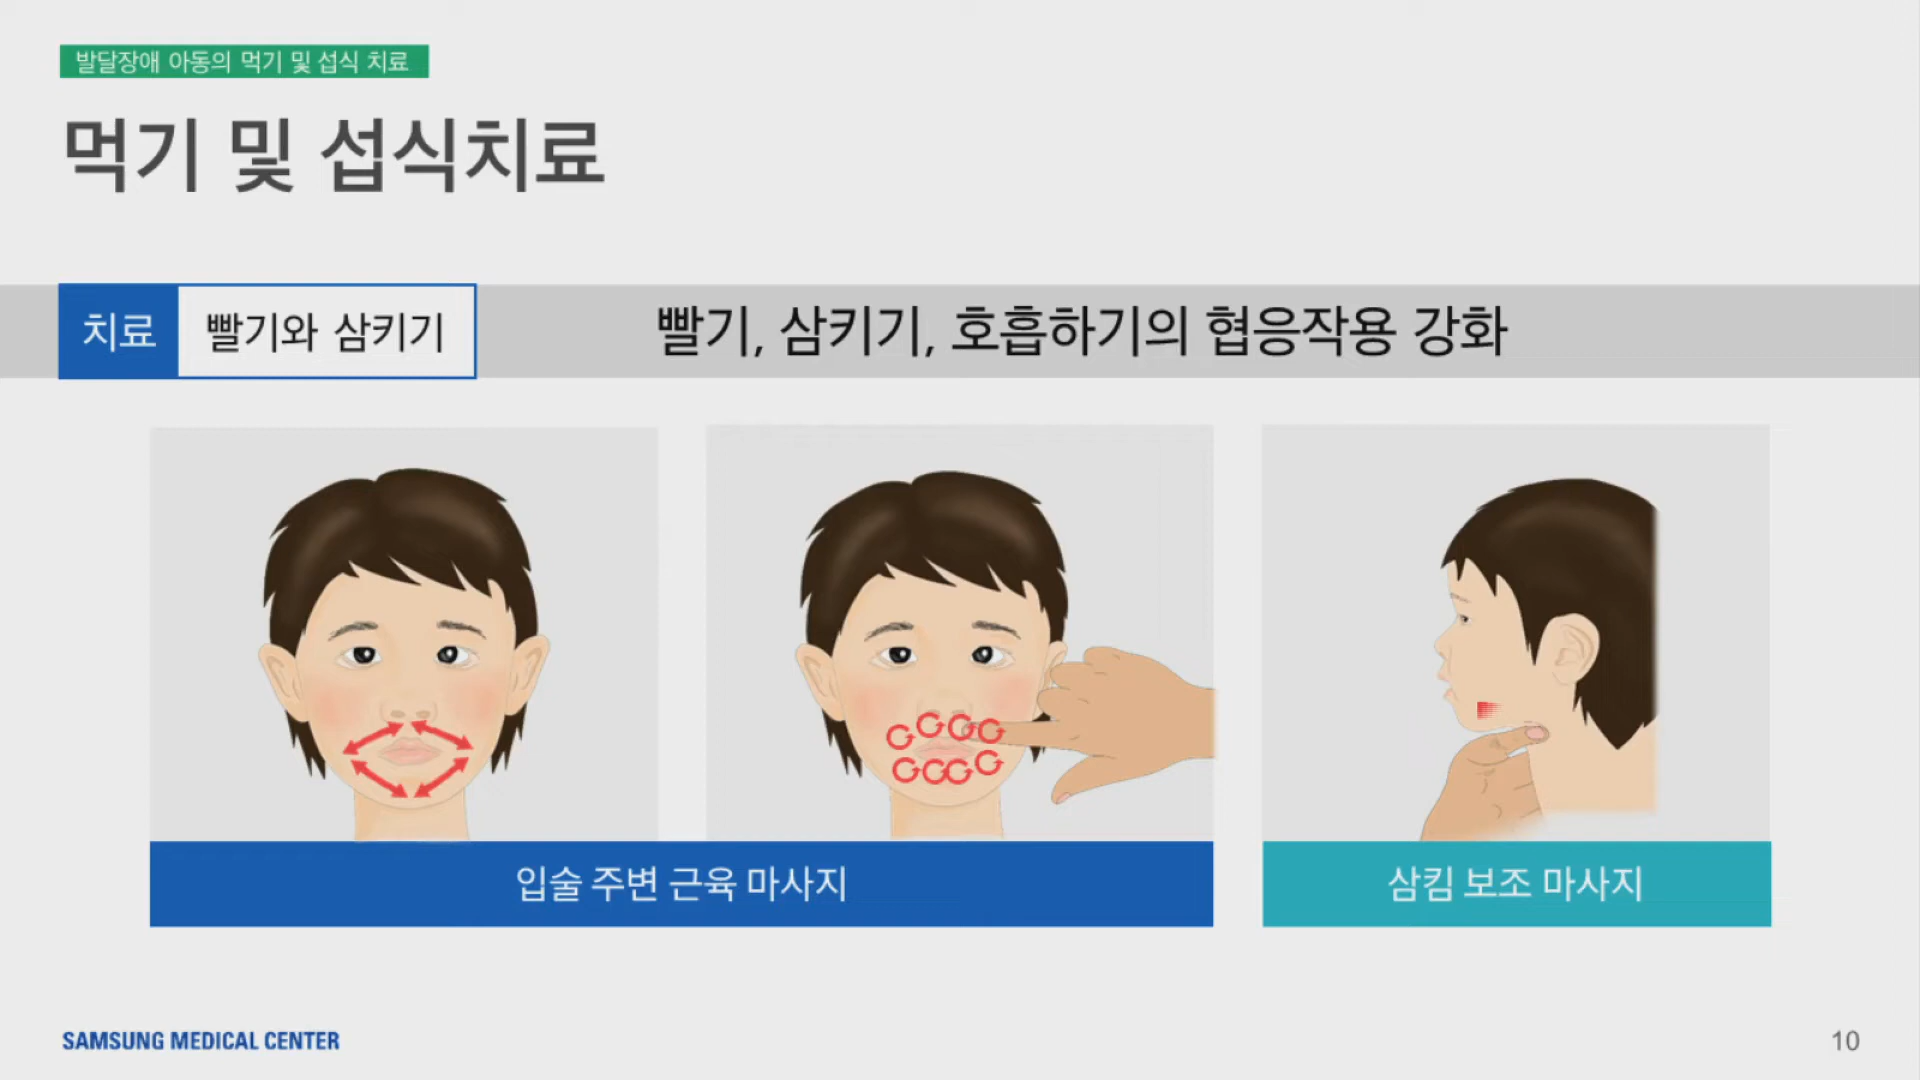 발달장애 아동의 먹기 및 섭식 치료
먹기 및 섭식치료
치료 빨기와 삼키기
빨기, 삼키기, 호흡하기의 협응작용 강화
입술 주변 근육 마사지
삼킴 보조 마사지
SAMSUNG MEDICAL CENTER
10